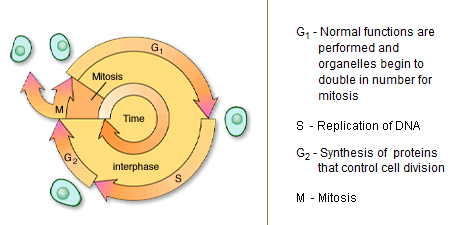 G₁
Mitosis
M
Time
G₂
interphase
S
G₁ - Normal functions are
performed and
organelles begin to
double in number for
mitosis
S - Replication of DNA
G₂ - Synthesis of proteins
that control cell division
M - Mitosis